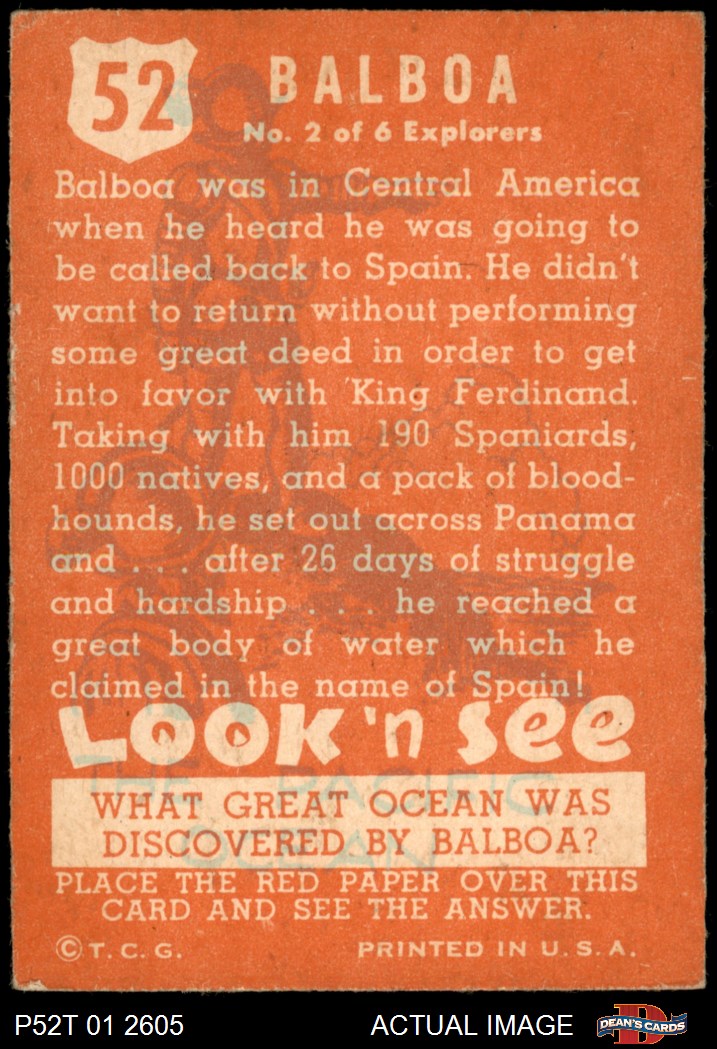 52
BALBOA
No. 2 of 6 Explorers
Balboa was in Central America
when he heard he was going to
be called back to Spain. He didn't
want to return without performing
some great deed in order to get
into favor with King Ferdinand.
Taking with him 190 Spaniards,
1000 natives, and a pack of blood-
hounds, he set out across Panama
and . . . after 26 days of struggle
and hardship . . . he reached a
great body of water which he
claimed in the name of Spain!
LOOK 'n SEE
THE PACIFIC
OCEAN
WHAT GREAT OCEAN WAS
DISCOVERED BY BALBOA?
PLACE THE RED PAPER OVER THIS
CARD AND SEE THE ANSWER.
© T. C. G.
PRINTED IN U. S. A.
P52T 01 2605
ACTUAL IMAGE
D
DEAN'S CARDS